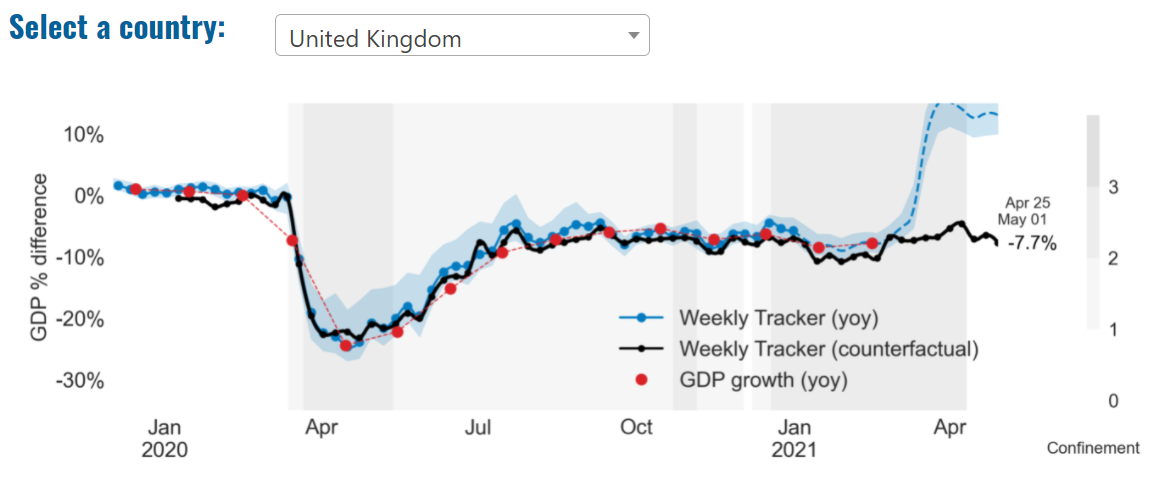 Select a country:
United Kingdom
GDP % difference
10%
0%
-10%
-20%
-30%
Weekly Tracker (yoy)
Weekly Tracker (counterfactual)
GDP growth (yoy)
Apr 25
May 01
-7.7%
3
2
1
0
Confinement
Jan
2020
Apr
Jul
Oct
Jan
2021
Apr